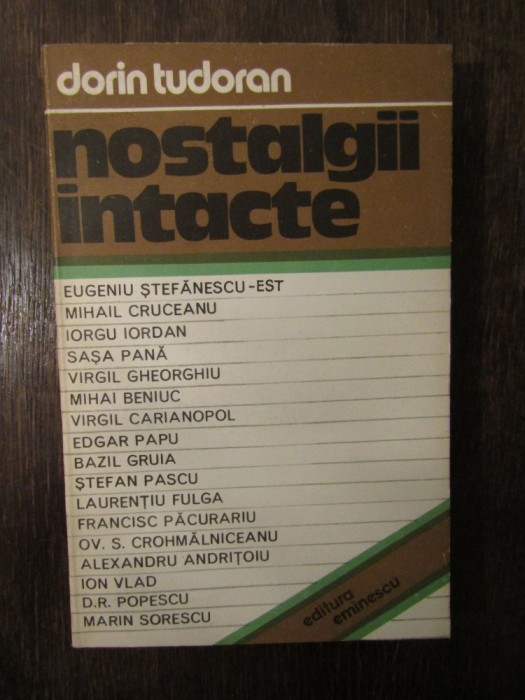 dorin tudoran
nostalgii
intacte
EUGENIU ŞTEFĂNESCU-EST
MIHAIL CRUCEANU
IORGU IORDAN
SAŞA PANĂ
VIRGIL GHEORGHIU
MIHAI BENIUC
VIRGIL CARIANOPOL
EDGAR PAPU
BAZIL GRUIA
ŞTEFAN PASCU
LAURENŢIU FULGA
FRANCISC PĂCURARIU
OV. S. CROHMĂLNICEANU
ALEXANDRU ANDRIŢOIU
ION VLAD
D.R. POPESCU
MARIN SORESCU
editura
eminescu